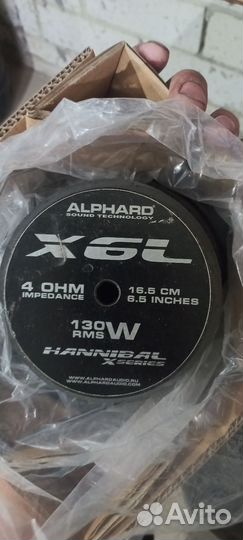 ALPHARD
SOUND TECHNOLOGY
X6L
4 OHM
IMPEDANCE
16.5 CM
6.5 INCHES
130 W
RMS
HANNIBAL
X SERIES
WWW.ALPHARDAUDIO.RU
WWW.ALPHARDAUDIO.COM
Avito